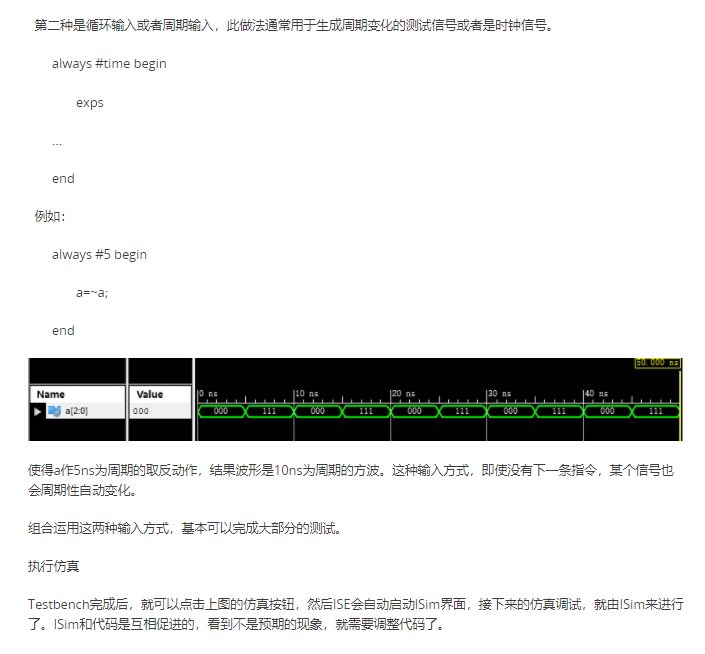 第二种是循环输入或者周期输入，此做法通常用于生成周期变化的测试信号或者是时钟信号。
always #time begin
exps
...
end
例如：
always #5 begin
a=~a;
end
50.000 ns
Name Value 0 ns 10 ns 20 ns 30 ns 40 ns
a[2:0] 000 000 111 000 111 000 111 000 111 000 111
使得a作5ns为周期的取反动作，结果波形是10ns为周期的方波。这种输入方式，即使没有下一条指令，某个信号也
会周期性自动变化。
组合运用这两种输入方式，基本可以完成大部分的测试。
执行仿真
Testbench完成后，就可以点击上图的仿真按钮，然后ISE会自动启动ISim界面，接下来的仿真调试，就由ISim来进行
了。ISim和代码是互相促进的，看到不是预期的现象，就需要调整代码了。